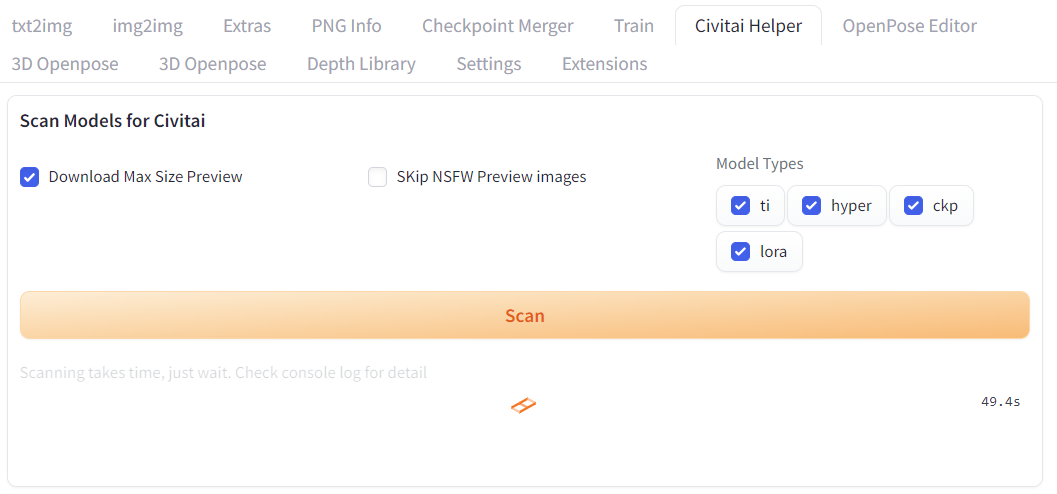 txt2img img2img Extras PNG Info Checkpoint Merger Train Civitai Helper OpenPose Editor
3D Openpose 3D Openpose Depth Library Settings Extensions
Scan Models for Civitai
Download Max Size Preview SKip NSFW Preview images Model Types
ti hyper ckp
lora
Scan
Scanning takes time, just wait. Check console log for detail
49.4s